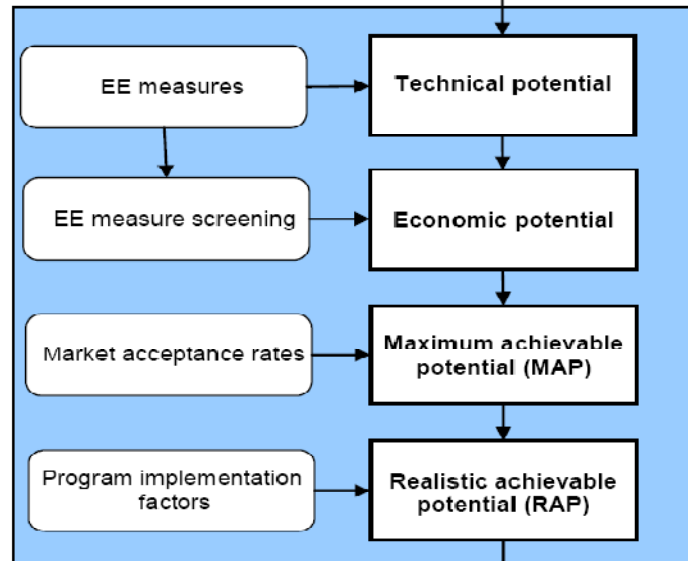 EE measures
Technical potential
EE measure screening
Economic potential
Market acceptance rates
Maximum achievable
potential (MAP)
Program implementation
factors
Realistic achievable
potential (RAP)